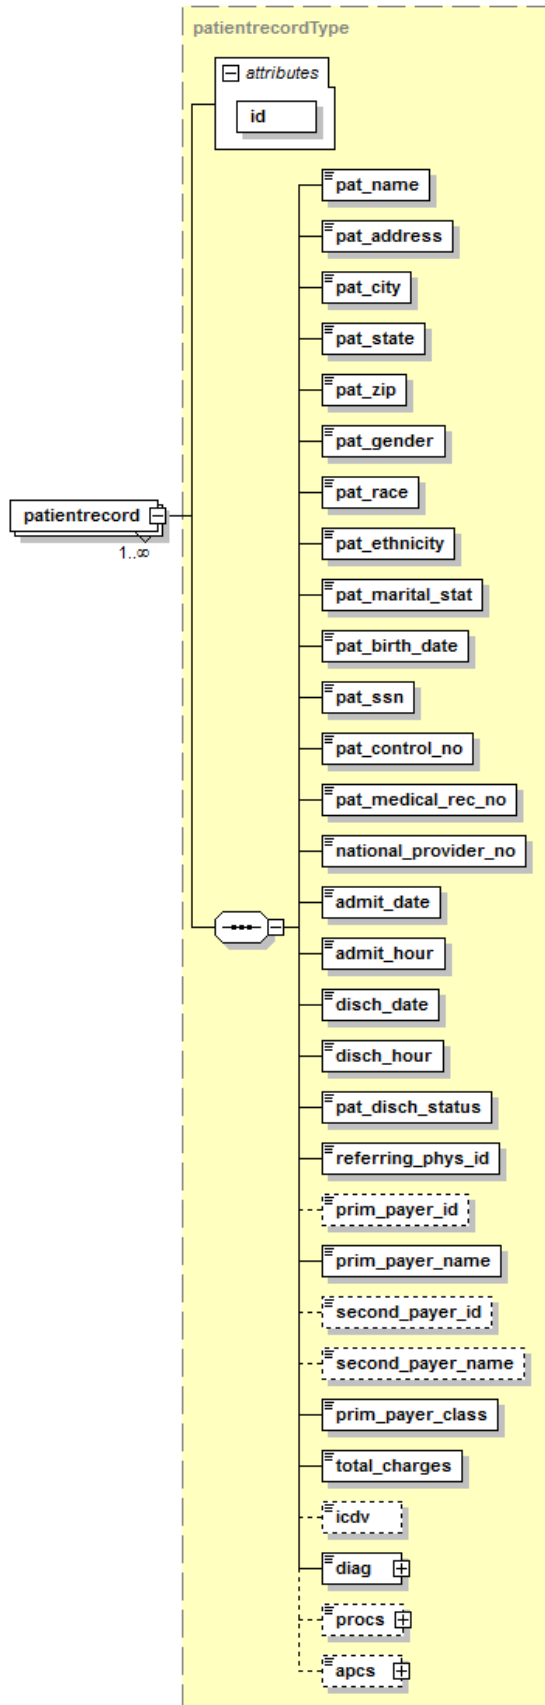 patientrecordType
attributes
id
pat_name
pat_address
pat_city
pat_state
pat_zip
pat_gender
pat_race
pat_ethnicity
pat_marital_stat
pat_birth_date
pat_ssn
pat_control_no
pat_medical_rec_no
national_provider_no
admit_date
admit_hour
disch_date
disch_hour
pat_disch_status
referring_phys_id
prim_payer_id
prim_payer_name
second_payer_id
second_payer_name
prim_payer_class
total_charges
icdv
diag
procs
apcs
patientrecord
1..∞